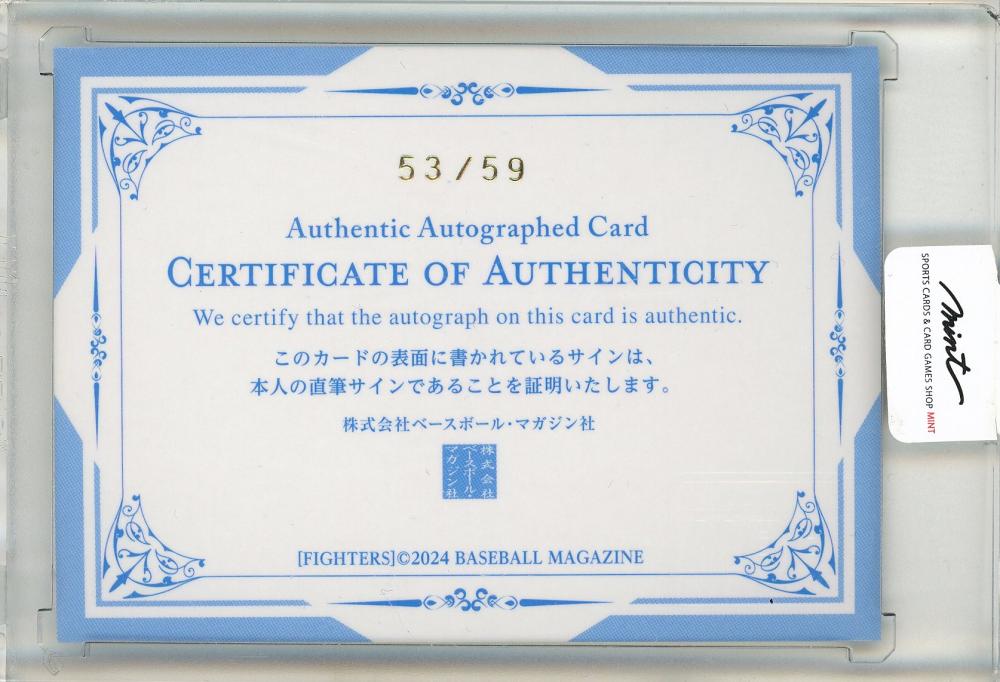 53/59
Authentic Autographed Card
CERTIFICATE OF AUTHENTICITY
We certify that the autograph on this card is authentic.
このカードの表面に書かれているサインは、
本人の直筆サインであることを証明いたします。
株式会社ベースボール・マガジン社
株式会社
ベースボール・
マガジン社
[FIGHTERS]©2024 BASEBALL MAGAZINE
mint
SPORTS CARDS & CARD GAMES SHOP MINT